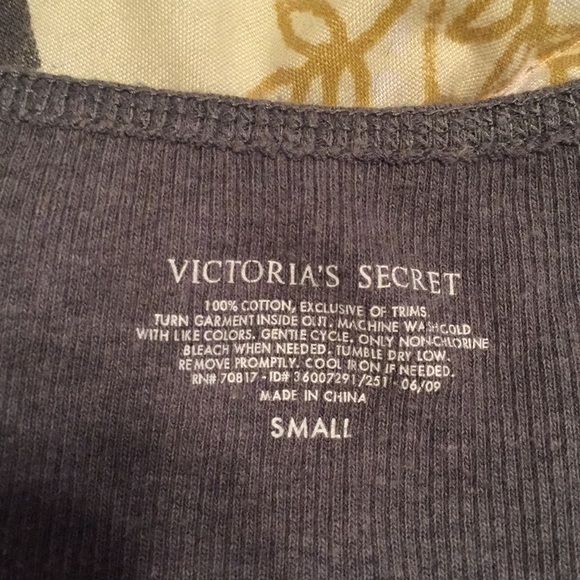 VICTORIA'S SECRET
100% COTTON, EXCLUSIVE OF TRIMS
TURN GARMENT INSIDE OUT. MACHINE WASH COLD
WITH LIKE COLORS. GENTLE CYCLE. ONLY NON-CHLORINE
BLEACH WHEN NEEDED. TUMBLE DRY LOW.
REMOVE PROMPTLY. COOL IRON IF NEEDED.
RN# 70817 - ID# 36007291/251 - 06/09
MADE IN CHINA
SMALL